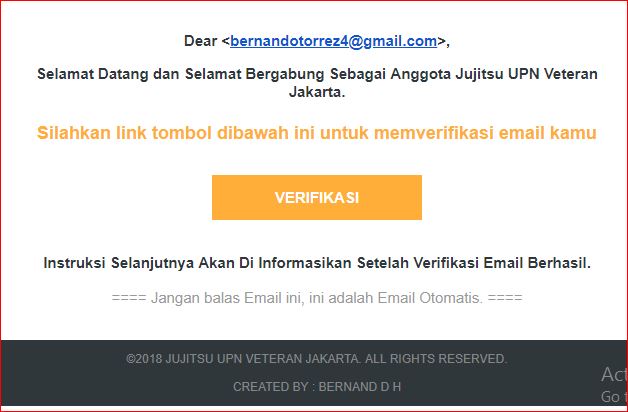 Dear <bernandotorrez4@gmail.com>,
Selamat Datang dan Selamat Bergabung Sebagai Anggota Jujitsu UPN Veteran
Jakarta.
Silahkan link tombol dibawah ini untuk memverifikasi email kamu
VERIFIKASI
Instruksi Selanjutnya Akan Di Informasikan Setelah Verifikasi Email Berhasil.
==== Jangan balas Email ini, ini adalah Email Otomatis. ====
©2018 JUJITSU UPN VETERAN JAKARTA. ALL RIGHTS RESERVED.
CREATED BY : BERNAND D H
Act
Go t